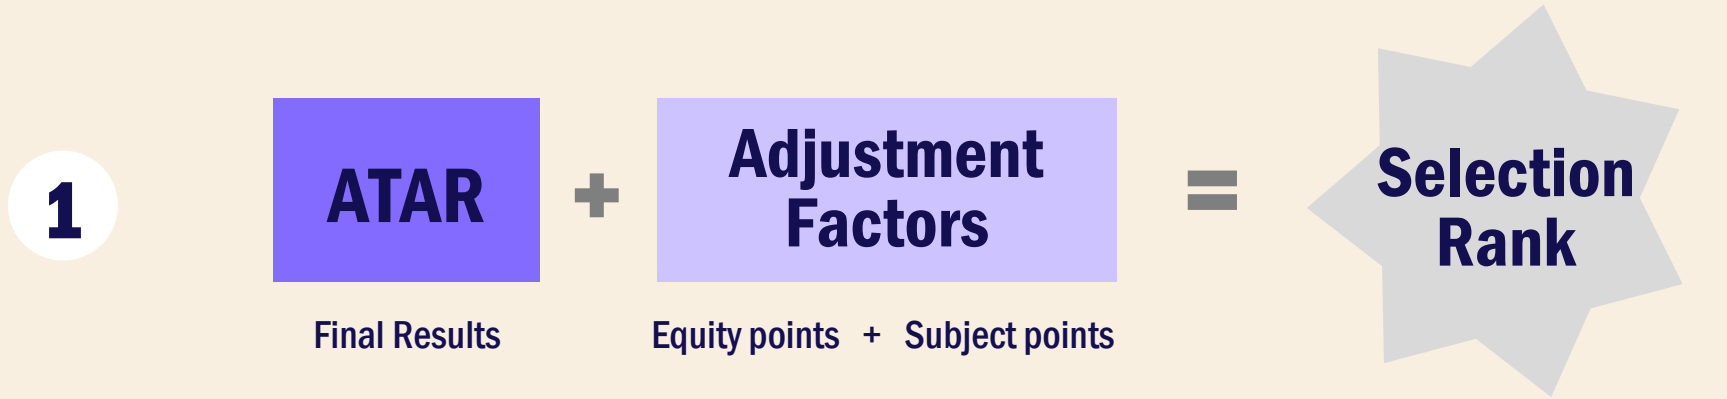 1
ATAR
+
Adjustment
Factors
=
Selection
Rank
Final Results
Equity points + Subject points